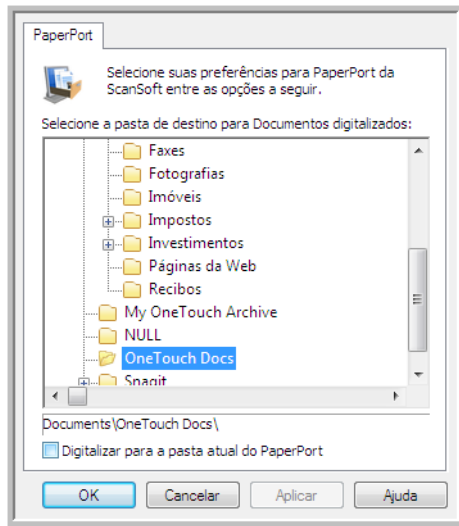 PaperPort
Selecione suas preferências para PaperPort da
ScanSoft entre as opções a seguir.
Selecione a pasta de destino para Documentos digitalizados:
Faxes
Fotografias
Imóveis
Impostos
Investimentos
Páginas da Web
Recibos
My OneTouch Archive
NULL
OneTouch Docs
Snagit
Documents\OneTouch Docs\
Digitalizar para a pasta atual do PaperPort
OK Cancelar Aplicar Ajuda